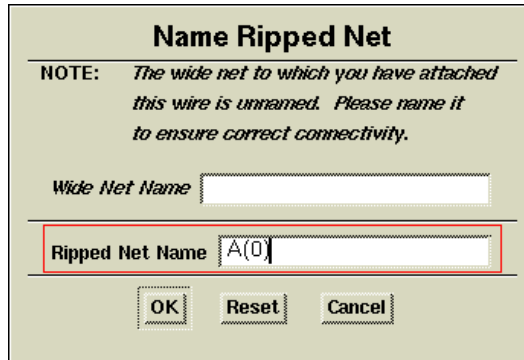 Name Ripped Net
NOTE: The wide net to which you have attached
this wire is unnamed. Please name it
to ensure correct connectivity.
Wide Net Name
Ripped Net Name A(0)
OK Reset Cancel